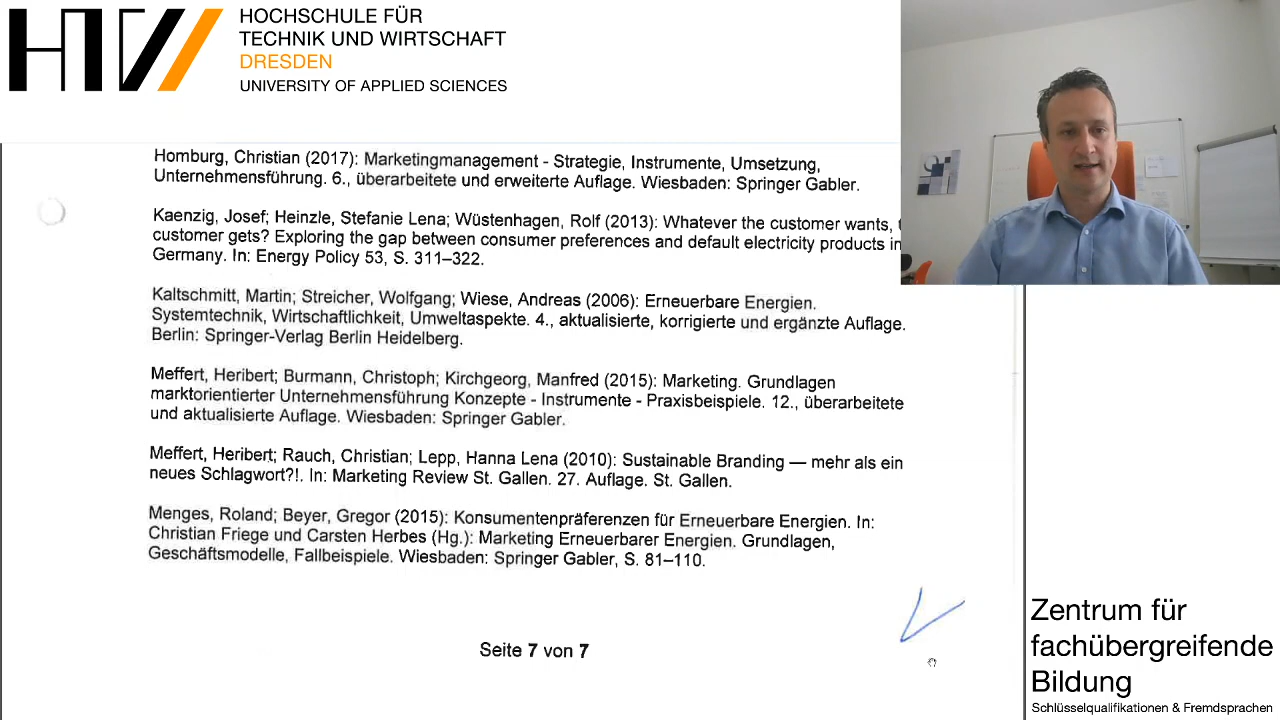 HTW
HOCHSCHULE FÜR
TECHNIK UND WIRTSCHAFT
DRESDEN
UNIVERSITY OF APPLIED SCIENCES
Homburg, Christian (2017): Marketingmanagement - Strategie, Instrumente, Umsetzung,
Unternehmensführung. 6., überarbeitete und erweiterte Auflage. Wiesbaden: Springer Gabler.
Kaenzig, Josef; Heinzle, Stefanie Lena; Wüstenhagen, Rolf (2013): Whatever the customer wants,
customer gets? Exploring the gap between consumer preferences and default electricity products in
Germany. In: Energy Policy 53, S. 311–322.
Kaltschmitt, Martin; Streicher, Wolfgang; Wiese, Andreas (2006): Erneuerbare Energien.
Systemtechnik, Wirtschaftlichkeit, Umweltaspekte. 4., aktualisierte, korrigierte und ergänzte Auflage.
Berlin: Springer-Verlag Berlin Heidelberg.
Meffert, Heribert; Burmann, Christoph; Kirchgeorg, Manfred (2015): Marketing. Grundlagen
marktorientierter Unternehmensführung Konzepte - Instrumente - Praxisbeispiele. 12., überarbeitete
und aktualisierte Auflage. Wiesbaden: Springer Gabler.
Meffert, Heribert; Rauch, Christian; Lepp, Hanna Lena (2010): Sustainable Branding — mehr als ein
neues Schlagwort?!. In: Marketing Review St. Gallen. 27. Auflage. St. Gallen.
Menges, Roland; Beyer, Gregor (2015): Konsumentenpräferenzen für Erneuerbare Energien. In:
Christian Friege und Carsten Herbes (Hg.): Marketing Erneuerbarer Energien. Grundlagen,
Geschäftsmodelle, Fallbeispiele. Wiesbaden: Springer Gabler, S. 81–110.
Seite 7 von 7
Zentrum für
fachübergreifende
Bildung
Schlüsselqualifikationen & Fremdsprachen